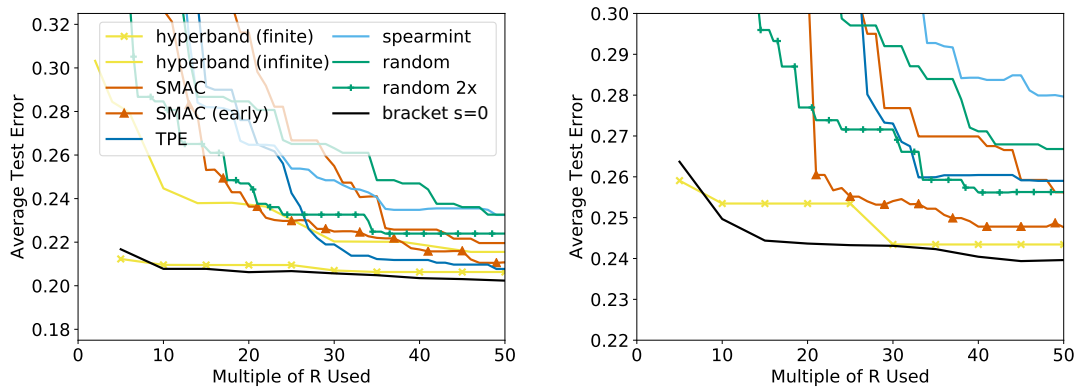 0.32
0.30
0.28
0.26
0.24
0.22
0.20
0.18
Average Test Error
0 10 20 30 40 50
Multiple of R Used
hyperband (finite)
hyperband (infinite)
SMAC
SMAC (early)
TPE
spearmint
random
random 2x
bracket s=0
0.30
0.29
0.28
0.27
0.26
0.25
0.24
0.23
0.22
Average Test Error
0 10 20 30 40 50
Multiple of R Used